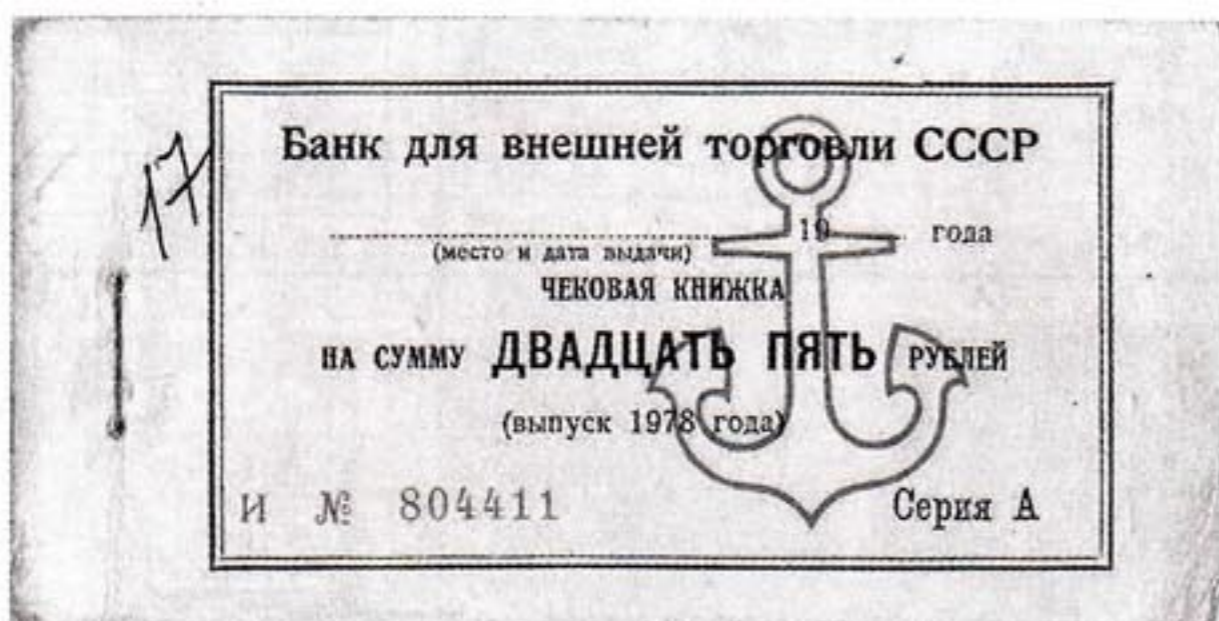 17
Банк для внешней торговли СССР
19 года
(место и дата выдачи)
ЧЕКОВАЯ КНИЖКА
НА СУММУ ДВАДЦАТЬ ПЯТЬ РУБЛЕЙ
(выпуск 1978 года)
И № 804411 Серия А